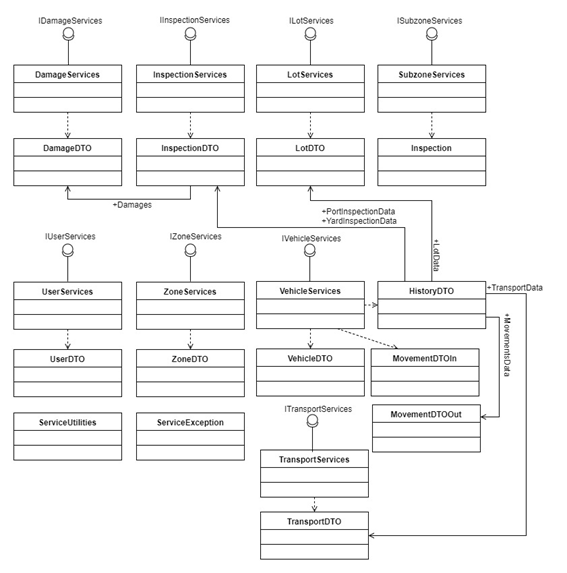 IDamageServices
IInspectionServices
ILotServices
ISubzoneServices
DamageServices
InspectionServices
LotServices
SubzoneServices
DamageDTO
InspectionDTO
LotDTO
Inspection
+Damages
+PortInspectionData
+YardInspectionData
+LotData
IUserServices
IZoneServices
IVehicleServices
UserServices
ZoneServices
VehicleServices
HistoryDTO
+TransportData
+MovementsData
UserDTO
ZoneDTO
VehicleDTO
MovementDTOIn
ServiceUtilities
ServiceException
ITransportServices
MovementDTOOut
TransportServices
TransportDTO